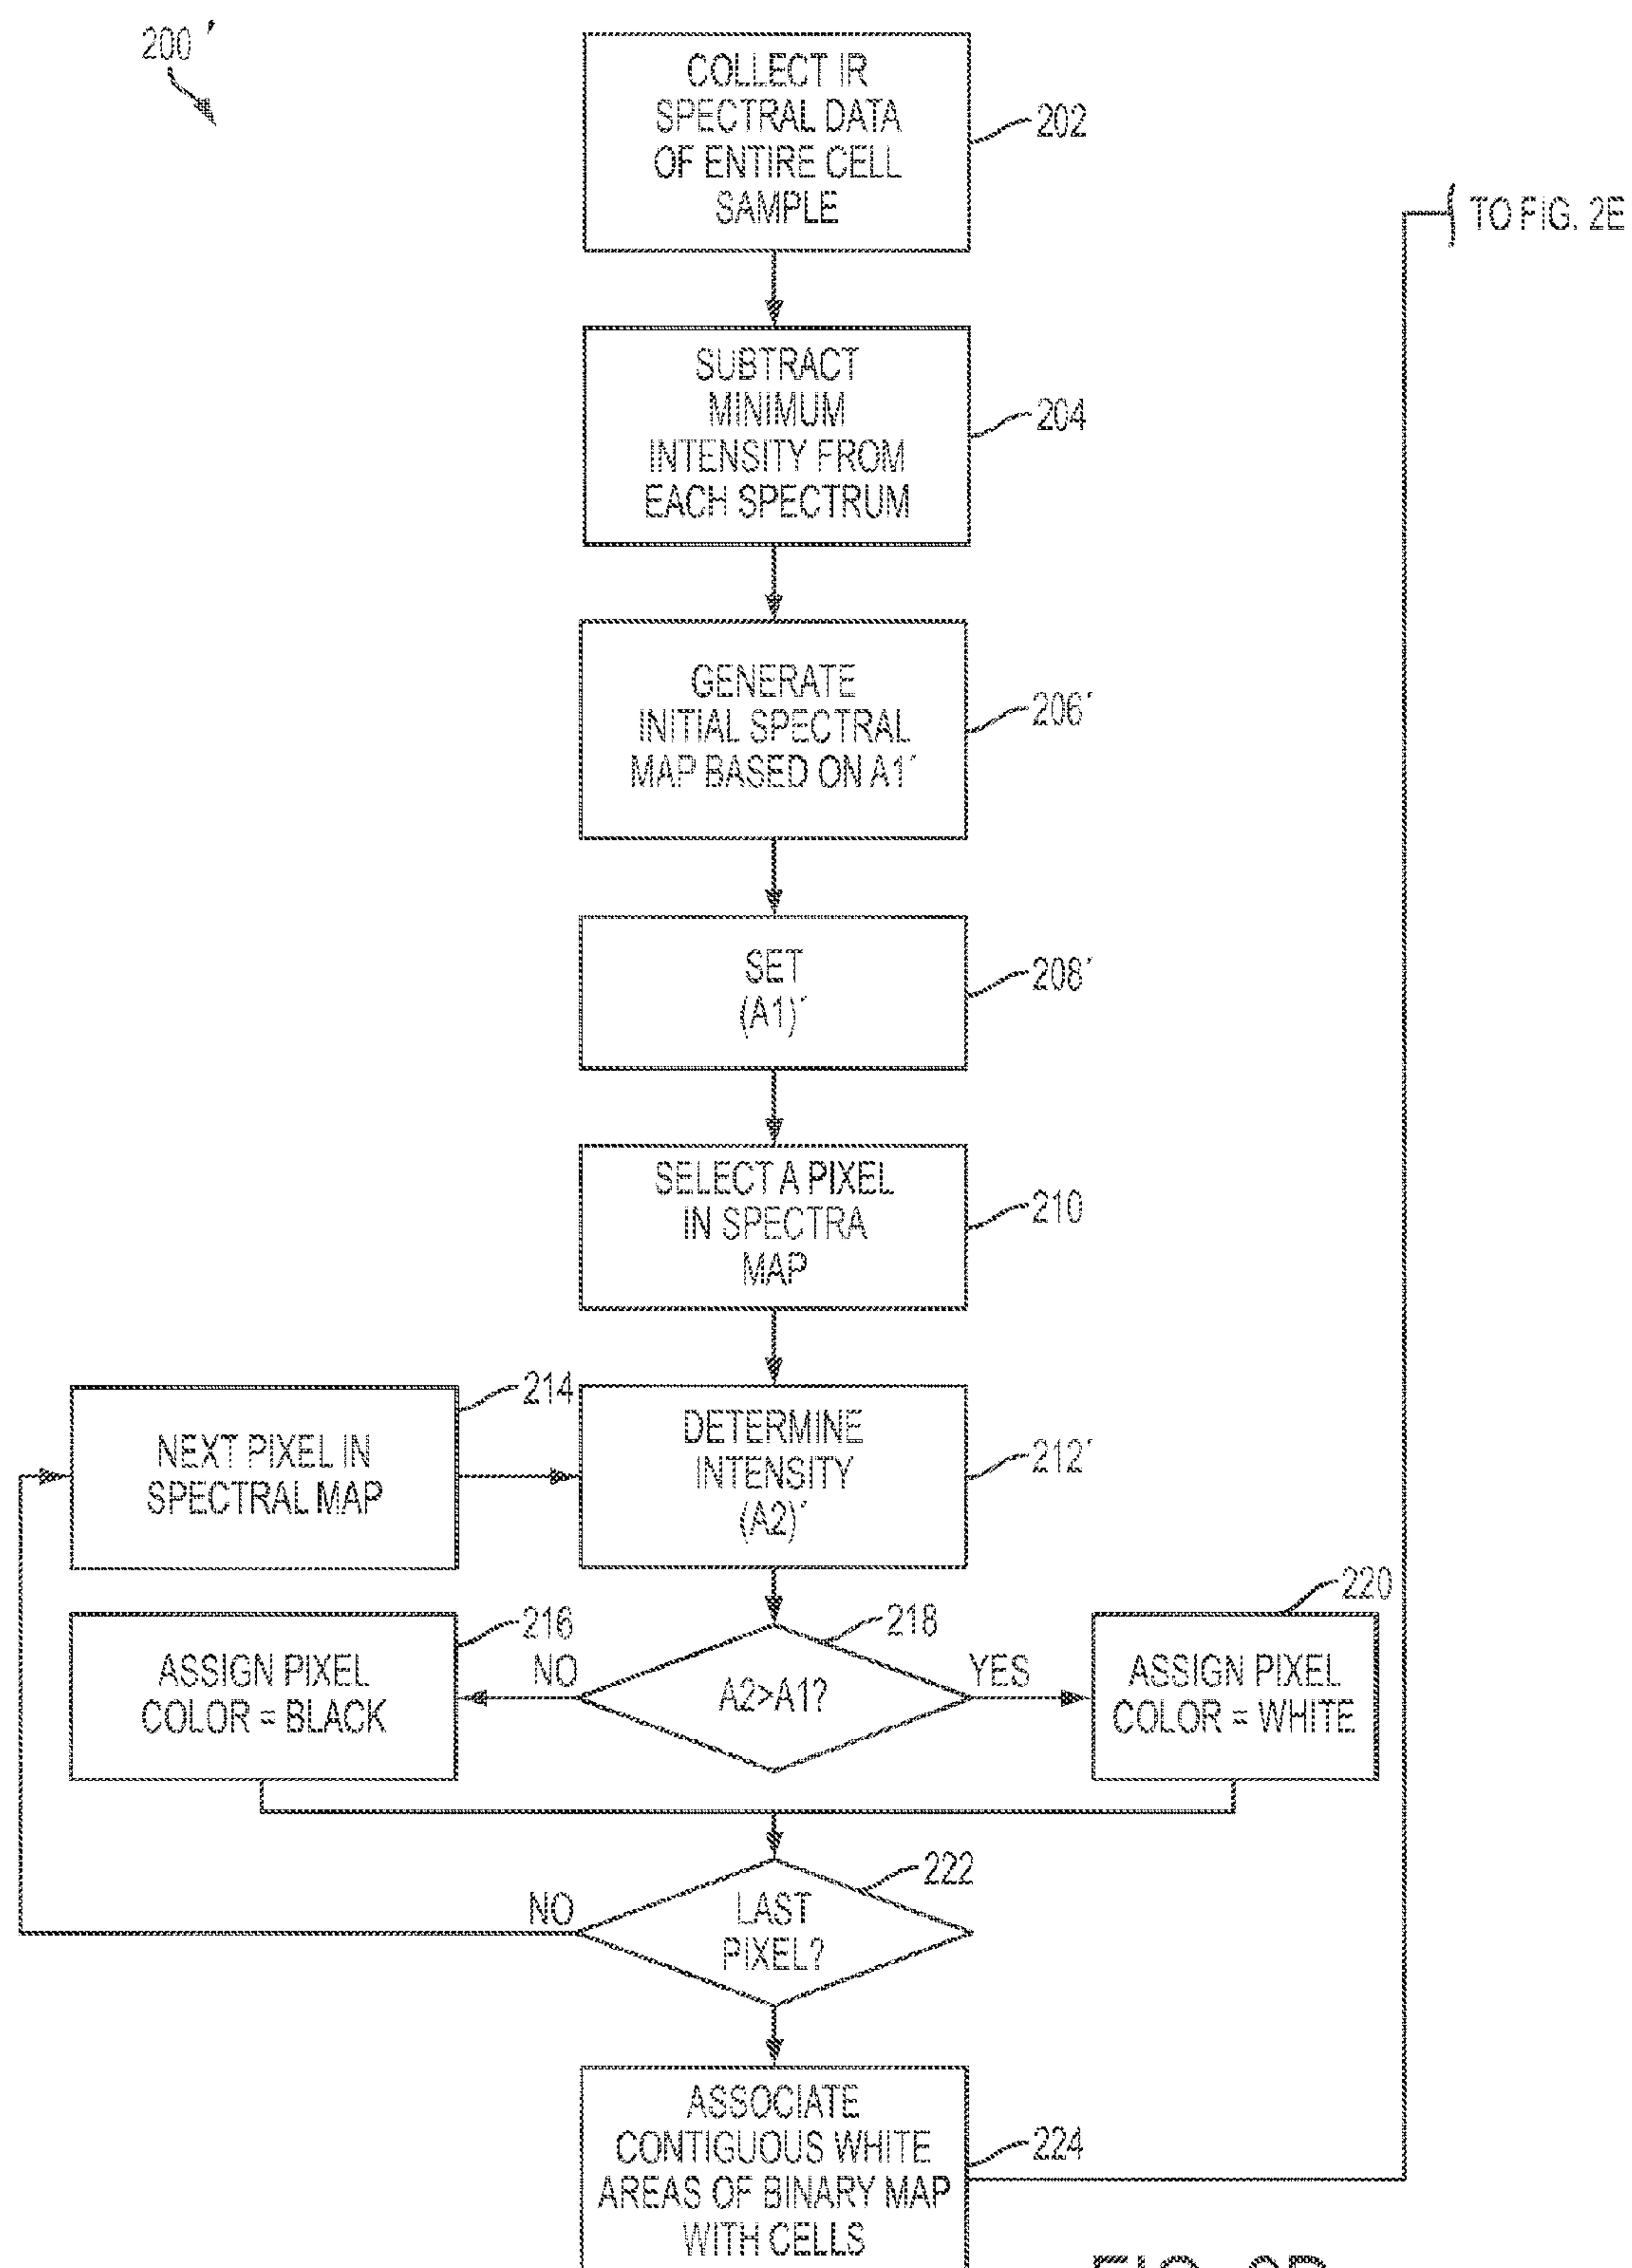 200′
COLLECT IR
SPECTRAL DATA
OF ENTIRE CELL
SAMPLE
202
TO FIG. 2E
SUBTRACT
MINIMUM
INTENSITY FROM
EACH SPECTRUM
204
GENERATE
INITIAL SPECTRAL
MAP BASED ON A1′
206′
SET
(A1)′
208′
SELECT A PIXEL
IN SPECTRA
MAP
210
NEXT PIXEL IN
SPECTRAL MAP
214
DETERMINE
INTENSITY
(A2)′
212′
ASSIGN PIXEL
COLOR = BLACK
216
NO
A2>A1?
218
YES
ASSIGN PIXEL
COLOR = WHITE
220
NO
LAST
PIXEL?
222
ASSOCIATE
CONTIGUOUS WHITE
AREAS OF BINARY MAP
WITH CELLS
224